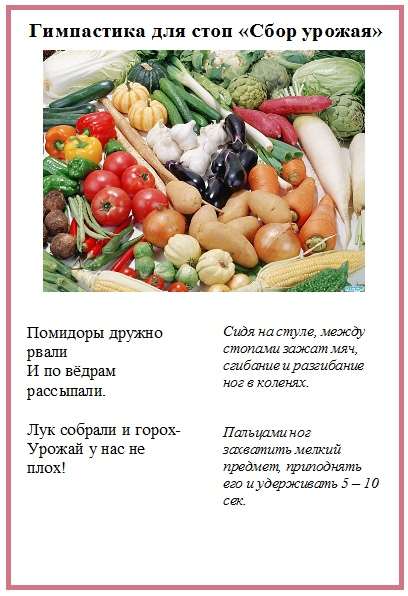 Гимпастика для стоп «Сбор урожая»
Помидоры дружно
рвали
И по вёдрам
рассыпали.
Лук собрали и горох-
Урожай у нас не
плох!
Сидя на стуле, между
стопами зажат мяч,
сгибание и разгибание
ног в коленях.
Пальцами ног
захватить мелкий
предмет, приподнять
его и удерживать 5 – 10
сек.